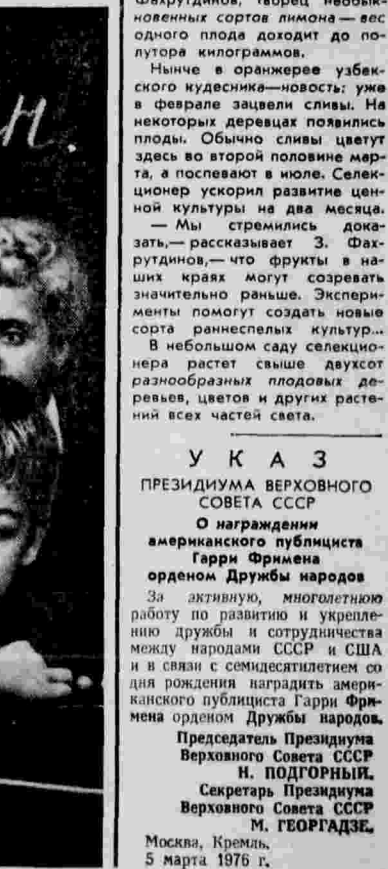 Н.
Фахрутдинов, творец необык-
новенных сортов лимона — вес
одного плода доходит до по-
лутора килограммов.
Нынче в оранжерее узбек-
ского кудесника—новость: уже
в феврале зацвели сливы. На
некоторых деревцах появились
плоды. Обычно сливы цветут
здесь во второй половине мар-
та, а поспевают в июле. Селек-
ционер ускорил развитие цен-
ной культуры на два месяца.
— Мы стремились дока-
зать,— рассказывает З. Фах-
рутдинов,— что фрукты в на-
ших краях могут созревать
значительно раньше. Экспери-
менты помогут создать новые
сорта раннеспелых культур...
В небольшом саду селекцио-
нера растет свыше двухсот
разнообразных плодовых де-
ревьев, цветов и других расте-
ний всех частей света.
УКАЗ
ПРЕЗИДИУМА ВЕРХОВНОГО
СОВЕТА СССР
О награждении
американского публициста
Гарри Фримена
орденом Дружбы народов
За активную, многолетнюю
работу по развитию и укрепле-
нию дружбы и сотрудничества
между народами СССР и США
и в связи с семидесятилетием со
дня рождения наградить амери-
канского публициста Гарри Фри-
мена орденом Дружбы народов.
Председатель Президиума
Верховного Совета СССР
Н. ПОДГОРНЫЙ.
Секретарь Президиума
Верховного Совета СССР
М. ГЕОРГАДЗЕ.
Москва, Кремль.
5 марта 1976 г.